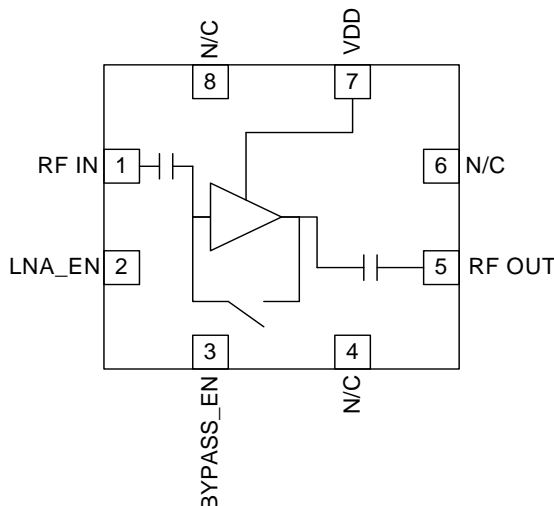 N/C
VDD
8
7
RF IN
1
6
N/C
LNA_EN
2
5
RF OUT
3
4
BYPASS_EN
N/C